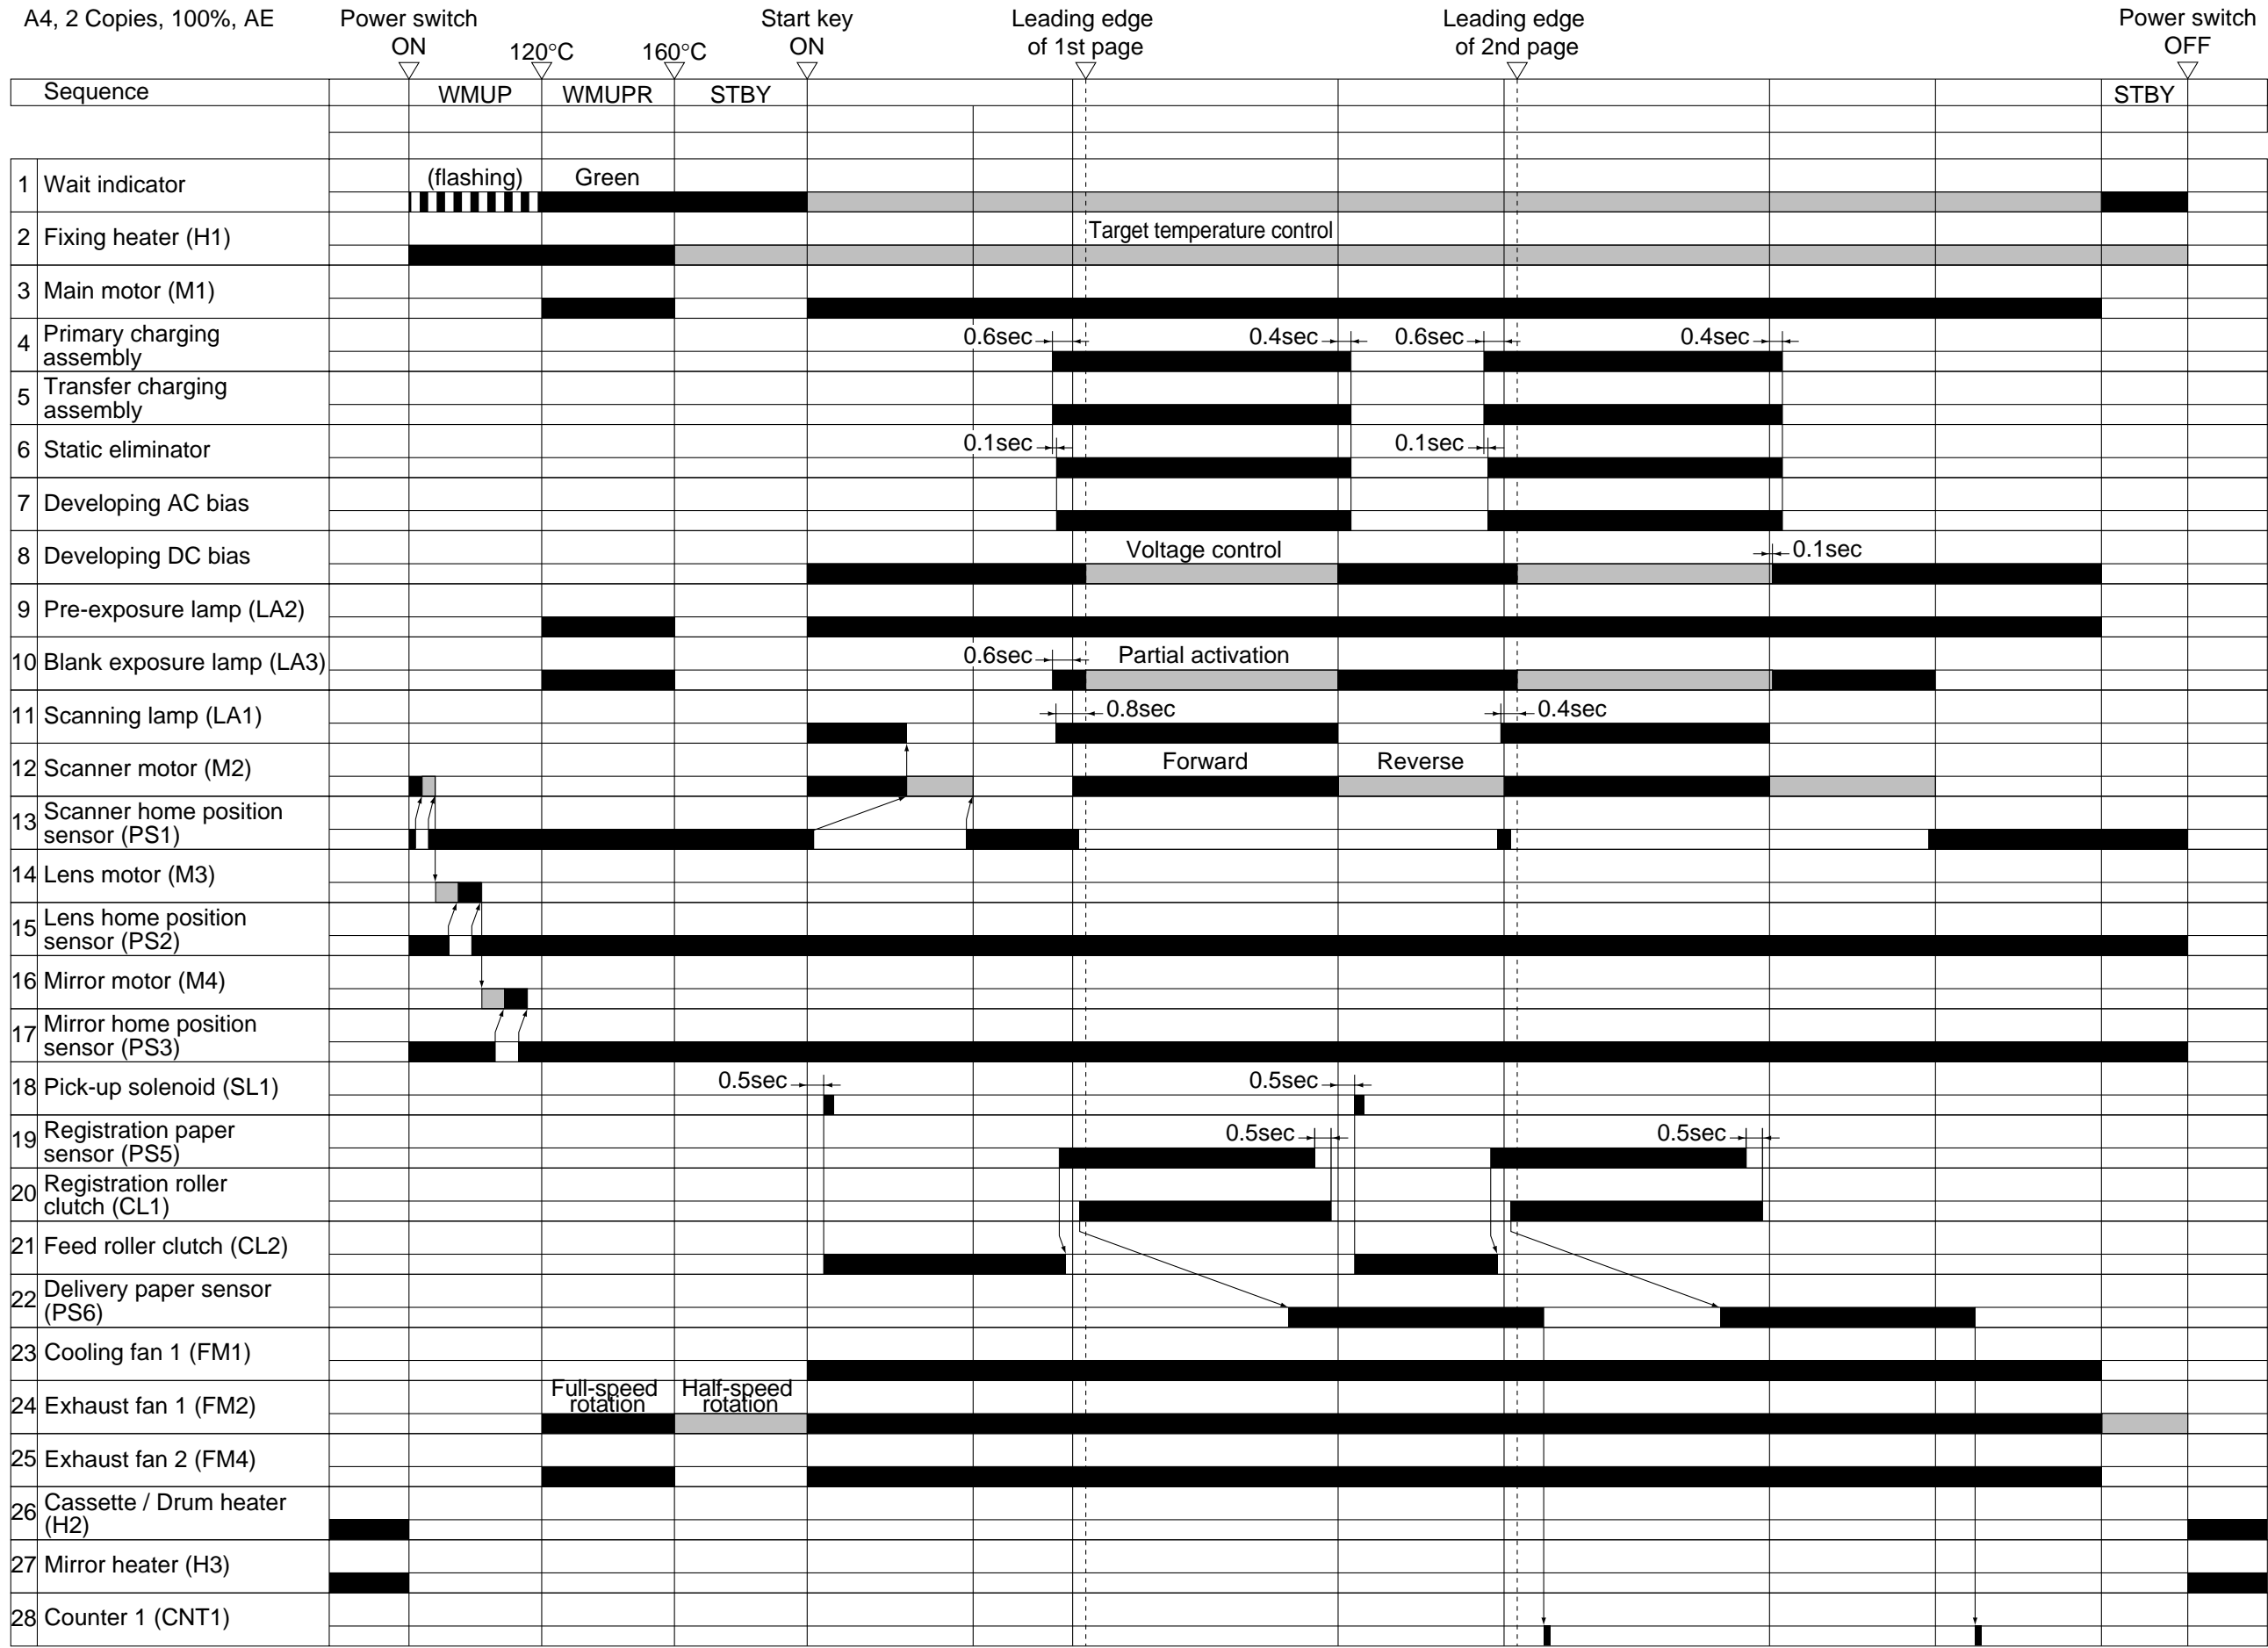 A4, 2 Copies, 100%, AE
Power switch
ON
120°C
160°C
Start key
ON
Leading edge
of 1st page
Leading edge
of 2nd page
Power switch
OFF
Sequence
WMUP
WMUPR
STBY
STBY
1 Wait indicator
(flashing)
Green
2 Fixing heater (H1)
Target temperature control
3 Main motor (M1)
4 Primary charging
assembly
0.6sec
0.4sec
0.6sec
0.4sec
5 Transfer charging
assembly
6 Static eliminator
0.1sec
0.1sec
7 Developing AC bias
8 Developing DC bias
Voltage control
0.1sec
9 Pre-exposure lamp (LA2)
10 Blank exposure lamp (LA3)
0.6sec
Partial activation
11 Scanning lamp (LA1)
0.8sec
0.4sec
12 Scanner motor (M2)
Forward
Reverse
13 Scanner home position
sensor (PS1)
14 Lens motor (M3)
15 Lens home position
sensor (PS2)
16 Mirror motor (M4)
17 Mirror home position
sensor (PS3)
18 Pick-up solenoid (SL1)
0.5sec
0.5sec
19 Registration paper
sensor (PS5)
0.5sec
0.5sec
20 Registration roller
clutch (CL1)
21 Feed roller clutch (CL2)
22 Delivery paper sensor
(PS6)
23 Cooling fan 1 (FM1)
24 Exhaust fan 1 (FM2)
Full-speed
rotation
Half-speed
rotation
25 Exhaust fan 2 (FM4)
26 Cassette / Drum heater
(H2)
27 Mirror heater (H3)
28 Counter 1 (CNT1)